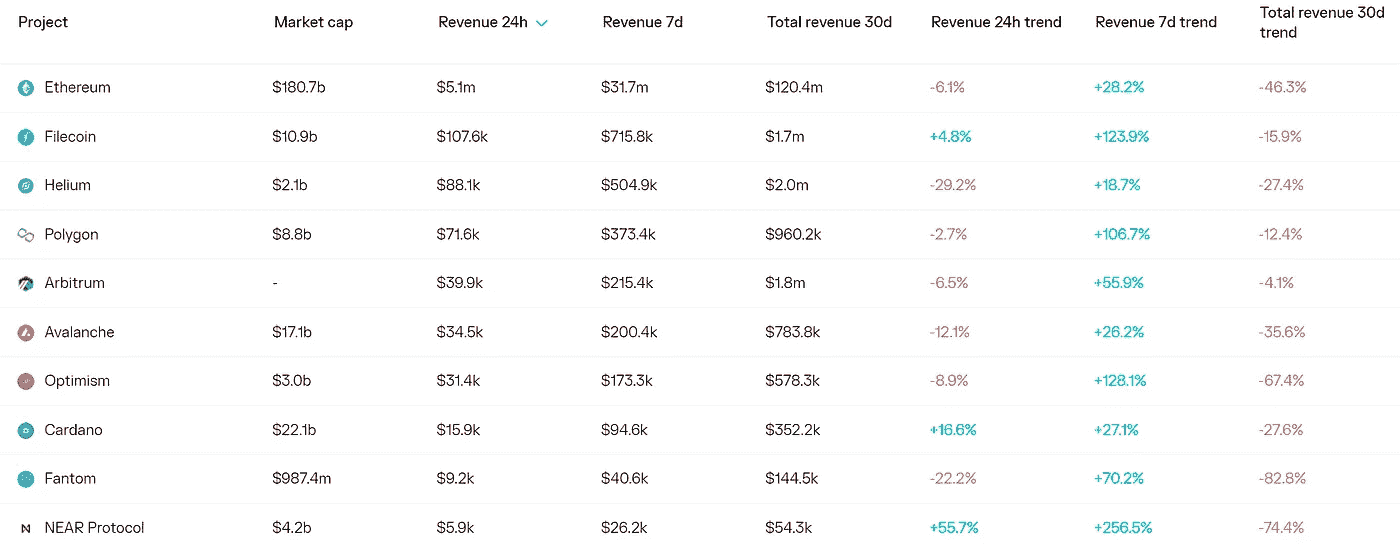 Project Market cap Revenue 24h Revenue 7d Total revenue 30d Revenue 24h trend Revenue 7d trend Total revenue 30d trend
Ethereum $180.7b $5.1m $31.7m $120.4m -6.1% +28.2% -46.3%
Filecoin $10.9b $107.6k $715.8k $1.7m +4.8% +123.9% -15.9%
Helium $2.1b $88.1k $504.9k $2.0m -29.2% +18.7% -27.4%
Polygon $8.8b $71.6k $373.4k $960.2k -2.7% +106.7% -12.4%
Arbitrum - $39.9k $215.4k $1.8m -6.5% +55.9% -4.1%
Avalanche $17.1b $34.5k $200.4k $783.8k -12.1% +26.2% -35.6%
Optimism $3.0b $31.4k $173.3k $578.3k -8.9% +128.1% -67.4%
Cardano $22.1b $15.9k $94.6k $352.2k +16.6% +27.1% -27.6%
Fantom $987.4m $9.2k $40.6k $144.5k -22.2% +70.2% -82.8%
NEAR Protocol $4.2b $5.9k $26.2k $54.3k +55.7% +256.5% -74.4%